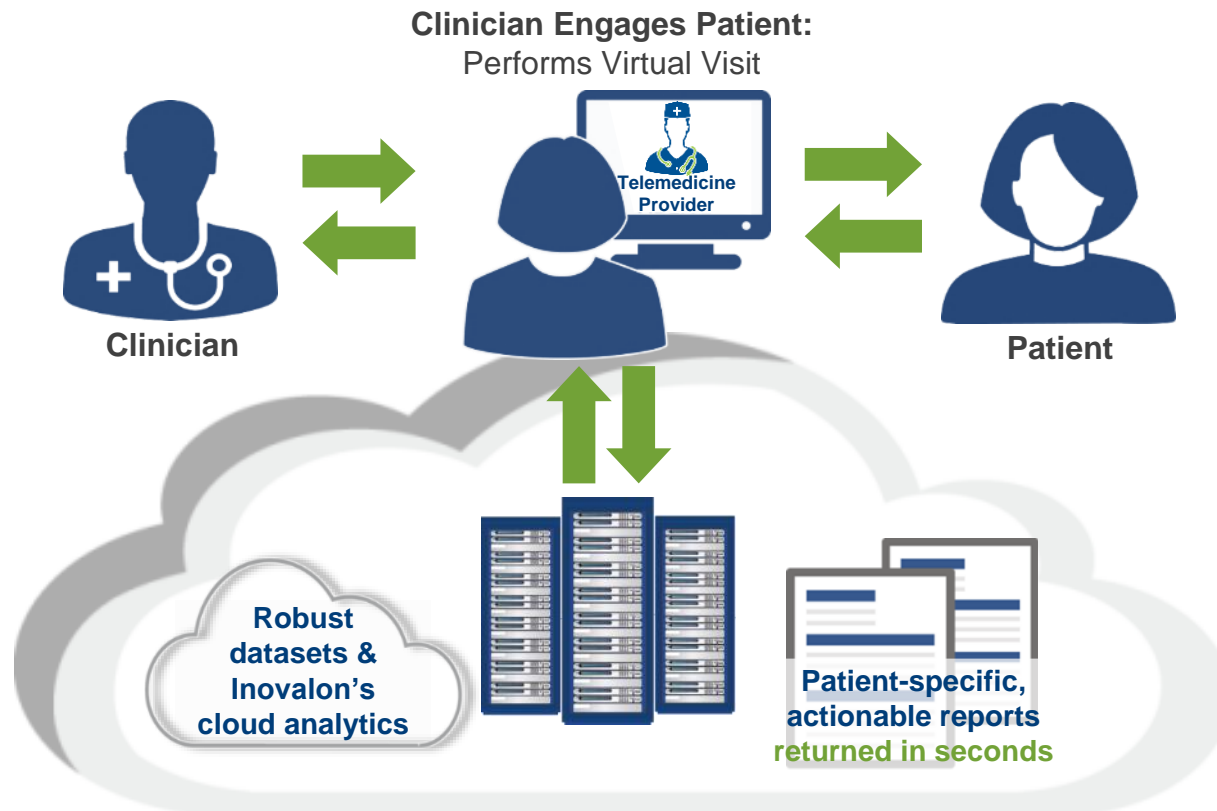 Clinician Engages Patient:
Performs Virtual Visit
Telemedicine
Provider
Clinician
Patient
Robust
datasets &
Inovalon's
cloud analytics
Patient-specific,
actionable reports
returned in seconds